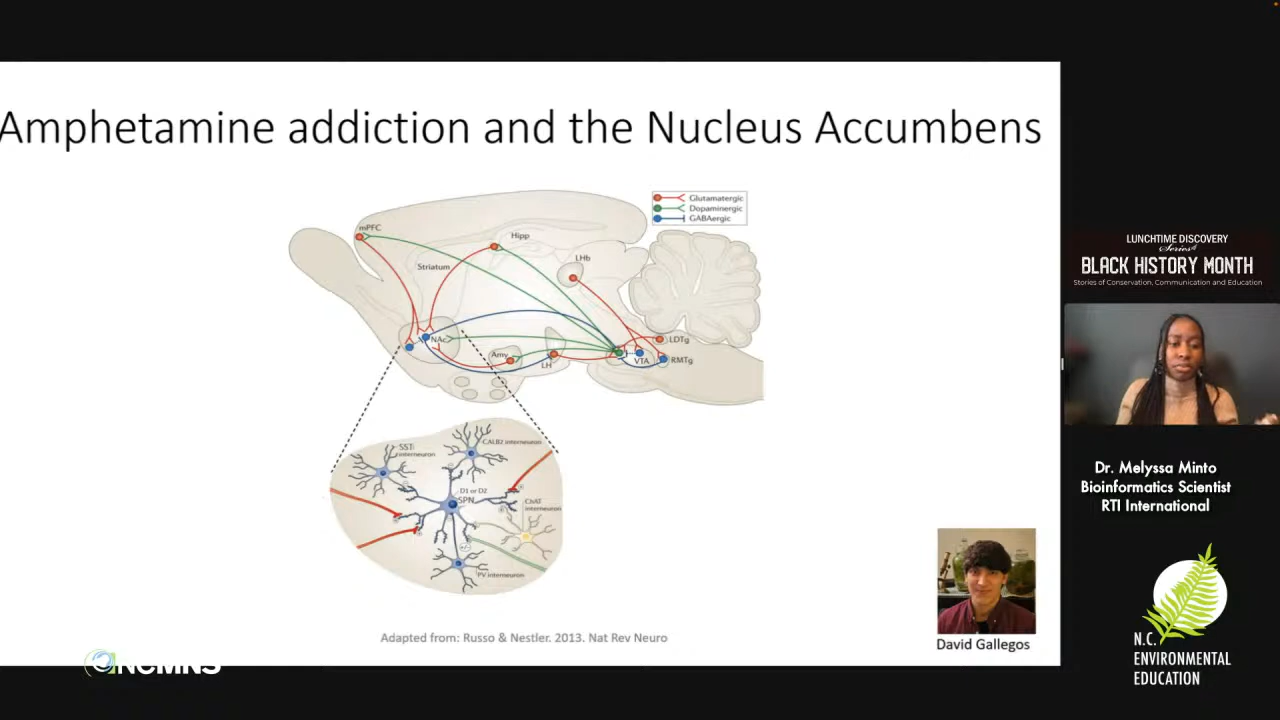 Amphetamine addiction and the Nucleus Accumbens
Glutamatergic
Dopaminergic
GABAergic
mPFC
Hipp
LHb
Striatum
NAc
Amy
LH
VTA
LDTg
RMTg
SST
interneuron
CALB2 interneuron
D1 or D2
SPN
ChAT
interneuron
PV interneuron
Adapted from: Russo & Nestler. 2013. Nat Rev Neuro
David Gallegos
NCMNS
LUNCHTIME DISCOVERY
Series
BLACK HISTORY MONTH
Stories of Conservation, Communication and Education
Dr. Melyssa Minto
Bioinformatics Scientist
RTI International
N.C.
ENVIRONMENTAL
EDUCATION